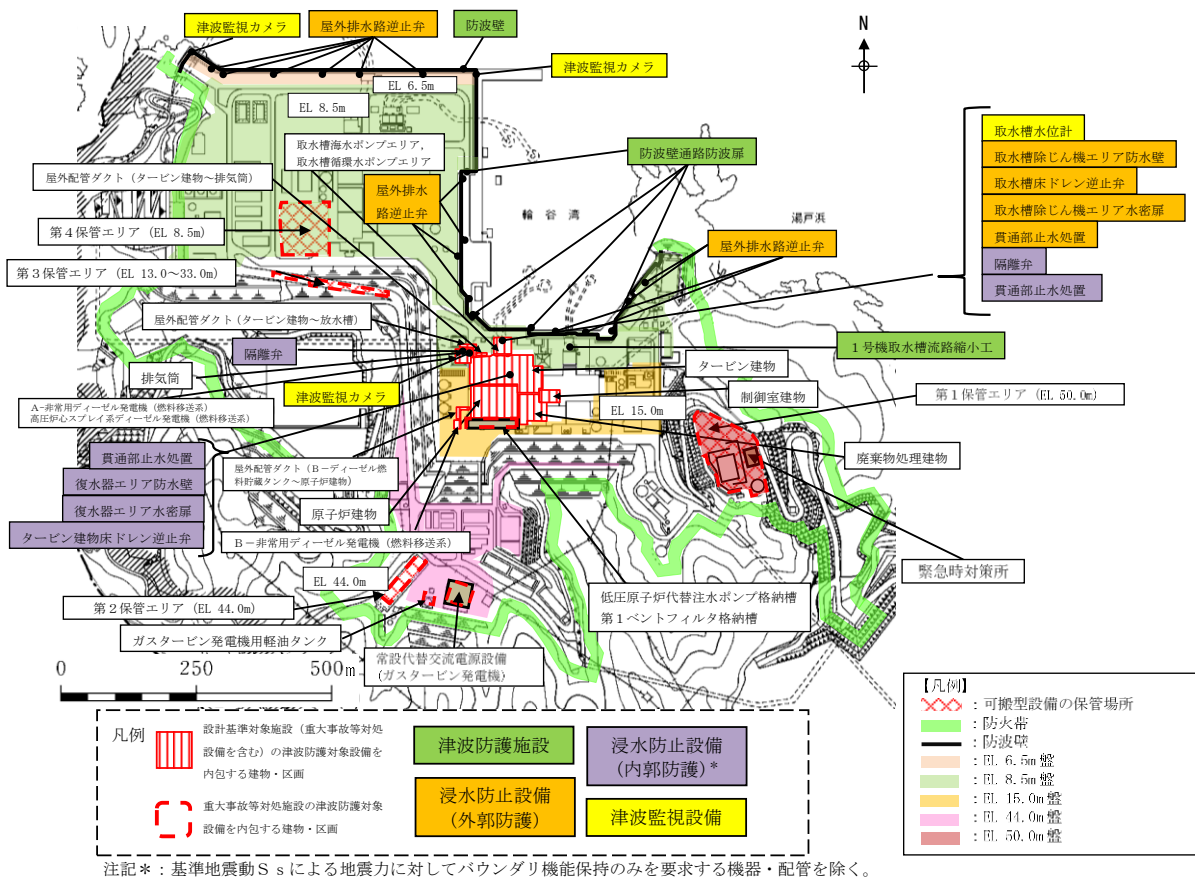 津波監視カメラ
屋外排水路逆止弁
防波壁
津波監視カメラ
N
EL 6.5m
EL 8.5m
取水槽海水ポンプエリア，
取水槽循環水ポンプエリア
防波壁通路防波扉
取水槽水位計
取水槽除じん機エリア防水壁
取水槽床ドレン逆止弁
取水槽除じん機エリア水密扉
貫通部止水処置
隔離弁
貫通部止水処置
屋外配管ダクト（タービン建物～排気筒）
屋外排水
路逆止弁
輪谷湾
湯戸浜
第４保管エリア（EL 8.5m）
屋外排水路逆止弁
第３保管エリア（EL 13.0～33.0m）
屋外配管ダクト（タービン建物～放水槽）
隔離弁
１号機取水槽流路縮小工
排気筒
タービン建物
津波監視カメラ
制御室建物
第１保管エリア（EL 50.0m）
A-非常用ディーゼル発電機（燃料移送系）
高圧炉心スプレイ系ディーゼル発電機（燃料移送系）
EL 15.0m
貫通部止水処置
復水器エリア防水壁
復水器エリア水密扉
タービン建物床ドレン逆止弁
屋外配管ダクト（Ｂ－ディーゼル燃
料貯蔵タンク～原子炉建物）
廃棄物処理建物
原子炉建物
Ｂ－非常用ディーゼル発電機（燃料移送系）
緊急時対策所
EL 44.0m
第２保管エリア（EL 44.0m）
低圧原子炉代替注水ポンプ格納槽
第１ベントフィルタ格納槽
ガスタービン発電機用軽油タンク
常設代替交流電源設備
（ガスタービン発電機）
0 250 500m
【凡例】
：可搬型設備の保管場所
：防火帯
：防波壁
：EL 6.5m盤
：EL 8.5m盤
：EL 15.0m盤
：EL 44.0m盤
：EL 50.0m盤
凡例
設計基準対象施設（重大事故等対処
設備を含む）の津波防護対象設備を
内包する建物・区画
重大事故等対処施設の津波防護対象
設備を内包する建物・区画
津波防護施設
浸水防止設備
（内郭防護）*
浸水防止設備
（外郭防護）
津波監視設備
注記＊：基準地震動Ｓｓによる地震力に対してバウンダリ機能保持のみを要求する機器・配管を除く。